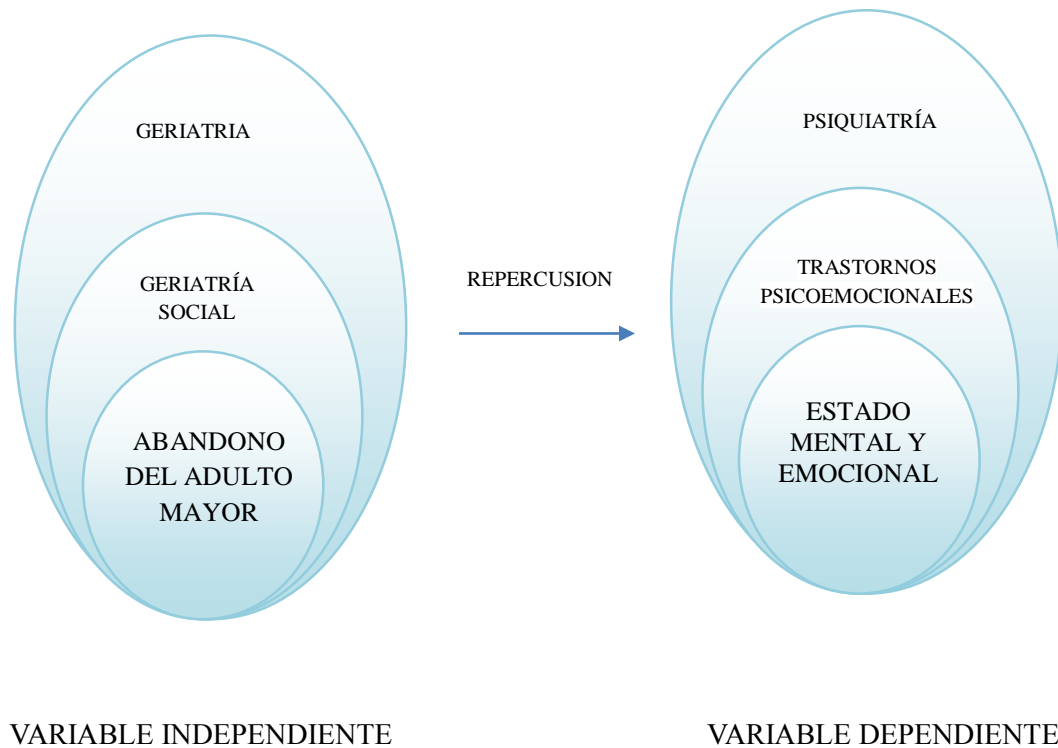 GERIATRIA
GERIATRÍA
SOCIAL
ABANDONO
DEL ADULTO
MAYOR
REPERCUSION
PSIQUIATRÍA
TRASTORNOS
PSICOEMOCIONALES
ESTADO
MENTAL Y
EMOCIONAL
VARIABLE INDEPENDIENTE
VARIABLE DEPENDIENTE